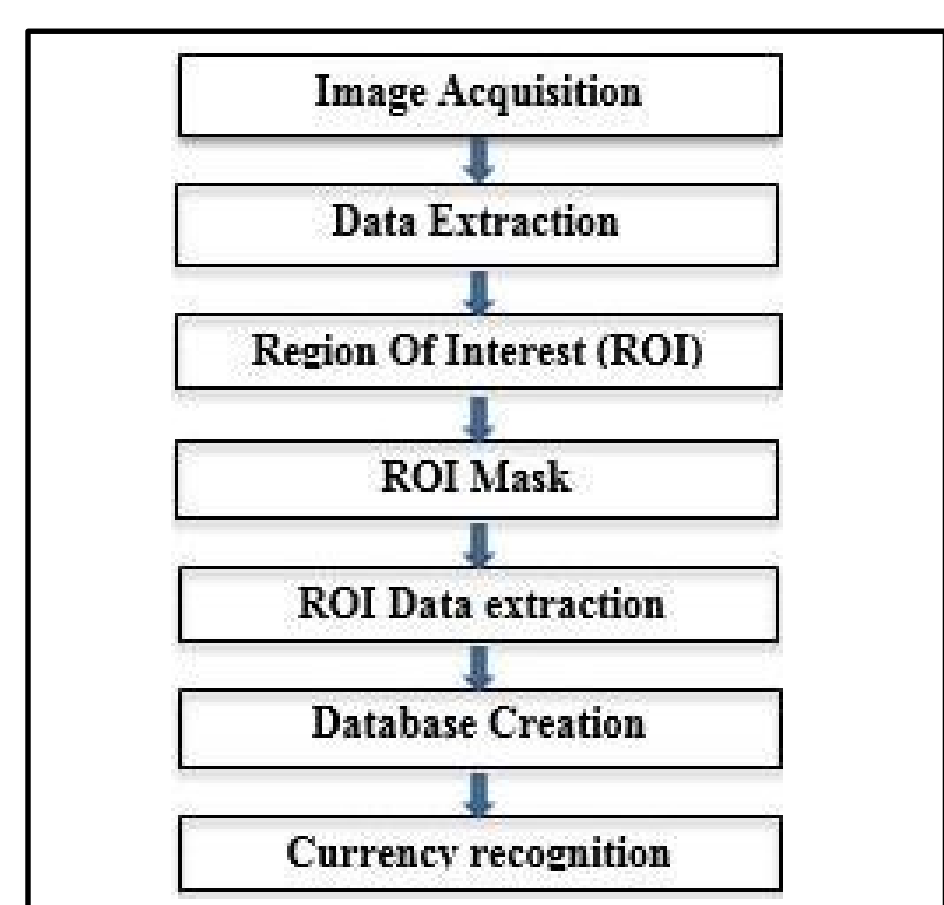 Image Acquisition
Data Extraction
Region Of Interest (ROI)
ROI Mask
ROI Data extraction
Database Creation
Currency recognition